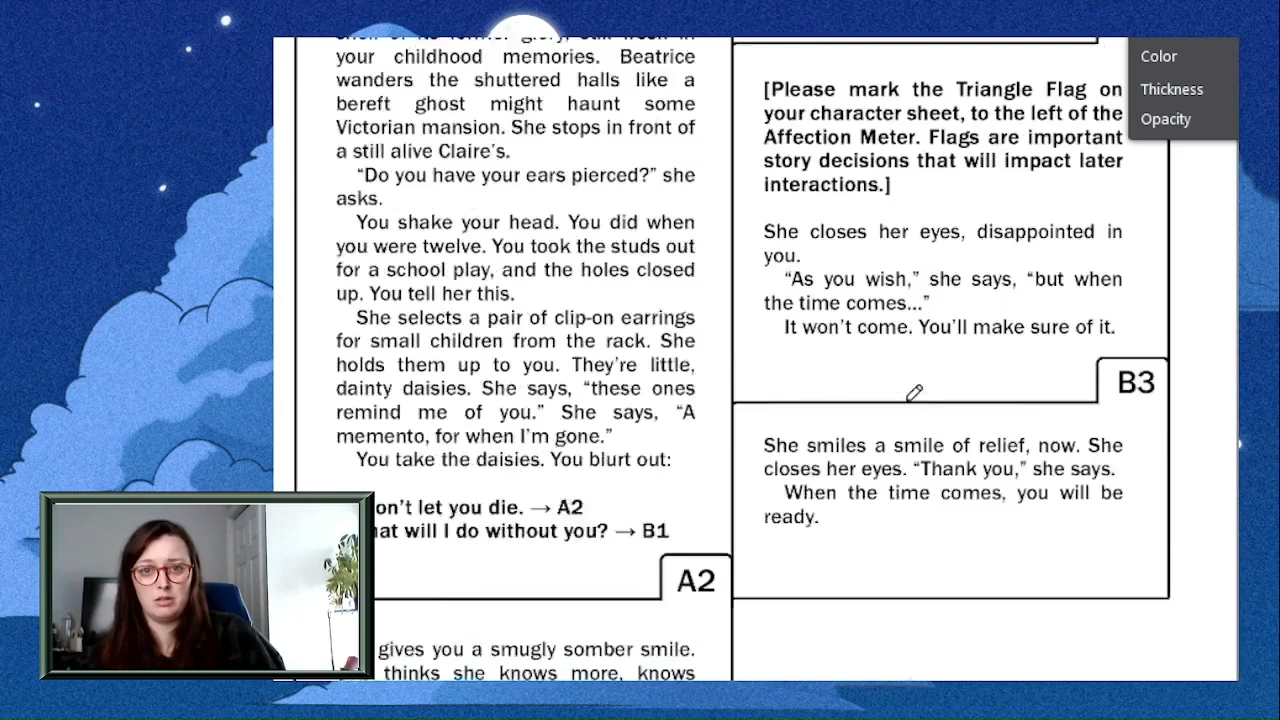 your childhood memories. Beatrice
wanders the shuttered halls like a
bereft ghost might haunt some
Victorian mansion. She stops in front of
a still alive Claire's.
“Do you have your ears pierced?” she
asks.
You shake your head. You did when
you were twelve. You took the studs out
for a school play, and the holes closed
up. You tell her this.
She selects a pair of clip-on earrings
for small children from the rack. She
holds them up to you. They're little,
dainty daisies. She says, “these ones
remind me of you.” She says, “A
memento, for when I'm gone.”
You take the daisies. You blurt out:
let you die. → A2
will I do without you? → B1
A2
gives you a smugly somber smile.
thinks she knows more, knows
[Please mark the Triangle Flag on
your character sheet, to the left of the
Affection Meter. Flags are important
story decisions that will impact later
interactions.]
She closes her eyes, disappointed in
you.
“As you wish,” she says, “but when
the time comes...”
It won't come. You'll make sure of it.
B3
She smiles a smile of relief, now. She
closes her eyes. “Thank you,” she says.
When the time comes, you will be
ready.
Color
Thickness
Opacity